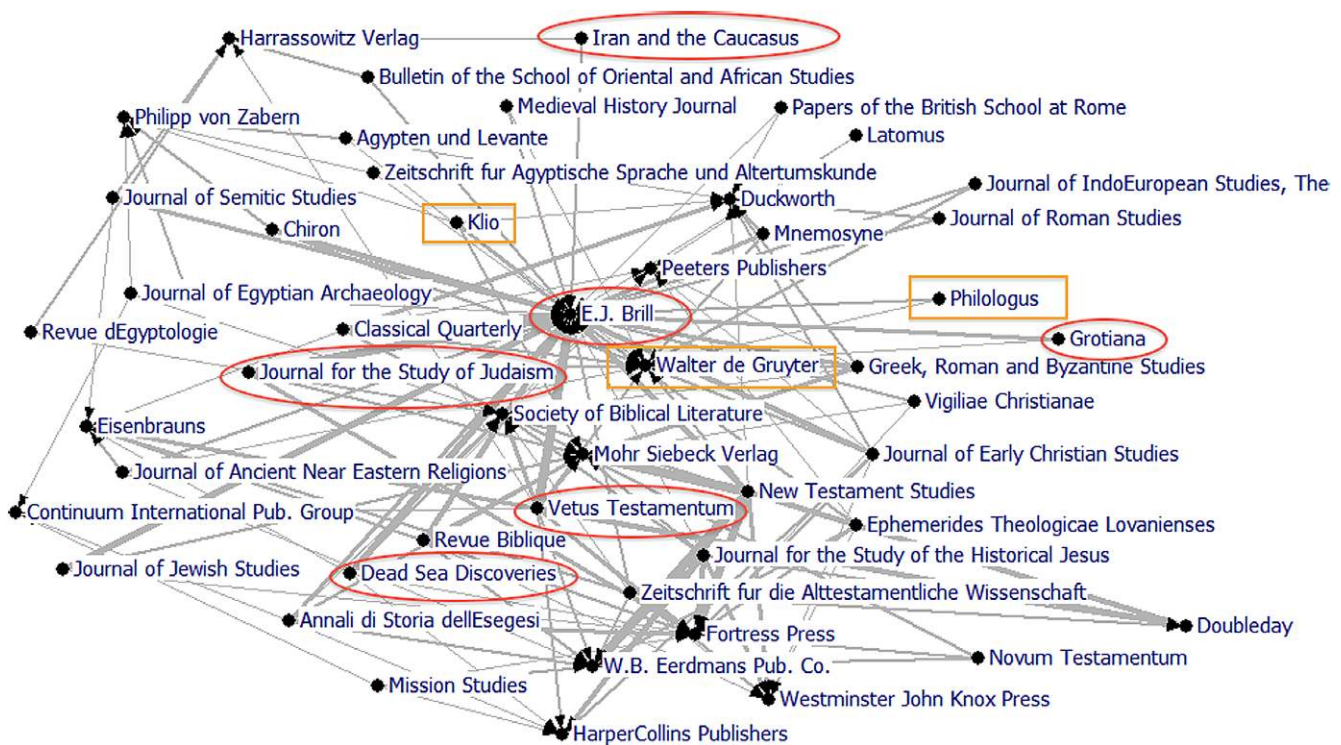 Harrassowitz Verlag
Iran and the Caucasus
Bulletin of the School of Oriental and African Studies
Medieval History Journal
Papers of the British School at Rome
Philipp von Zabern
Agypten und Levante
Latomus
Zeitschrift fur Agyptische Sprache und Altertumskunde
Journal of IndoEuropean Studies, The
Journal of Semitic Studies
Duckworth
Journal of Roman Studies
Klio
Chiron
Mnemosyne
Peeters Publishers
Journal of Egyptian Archaeology
Philologus
E.J. Brill
Revue dEgyptologie
Classical Quarterly
Grotiana
Journal for the Study of Judaism
Walter de Gruyter
Greek, Roman and Byzantine Studies
Vigiliae Christianae
Society of Biblical Literature
Eisenbrauns
Mohr Siebeck Verlag
Journal of Early Christian Studies
Journal of Ancient Near Eastern Religions
New Testament Studies
Continuum International Pub. Group
Vetus Testamentum
Ephemerides Theologicae Lovanienses
Revue Biblique
Journal for the Study of the Historical Jesus
Journal of Jewish Studies
Dead Sea Discoveries
Zeitschrift fur die Alttestamentliche Wissenschaft
Annali di Storia dellEsegesi
Fortress Press
Doubleday
W.B. Eerdmans Pub. Co.
Novum Testamentum
Mission Studies
Westminster John Knox Press
HarperCollins Publishers